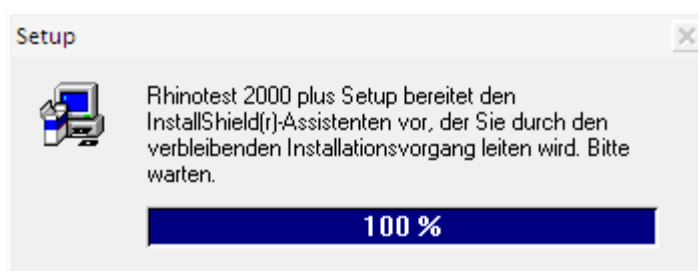 Setup
Rhinotest 2000 plus Setup bereitet den
InstallShield(r)-Assistenten vor, der Sie durch den
verbleibenden Installationsvorgang leiten wird. Bitte
warten.
100 %